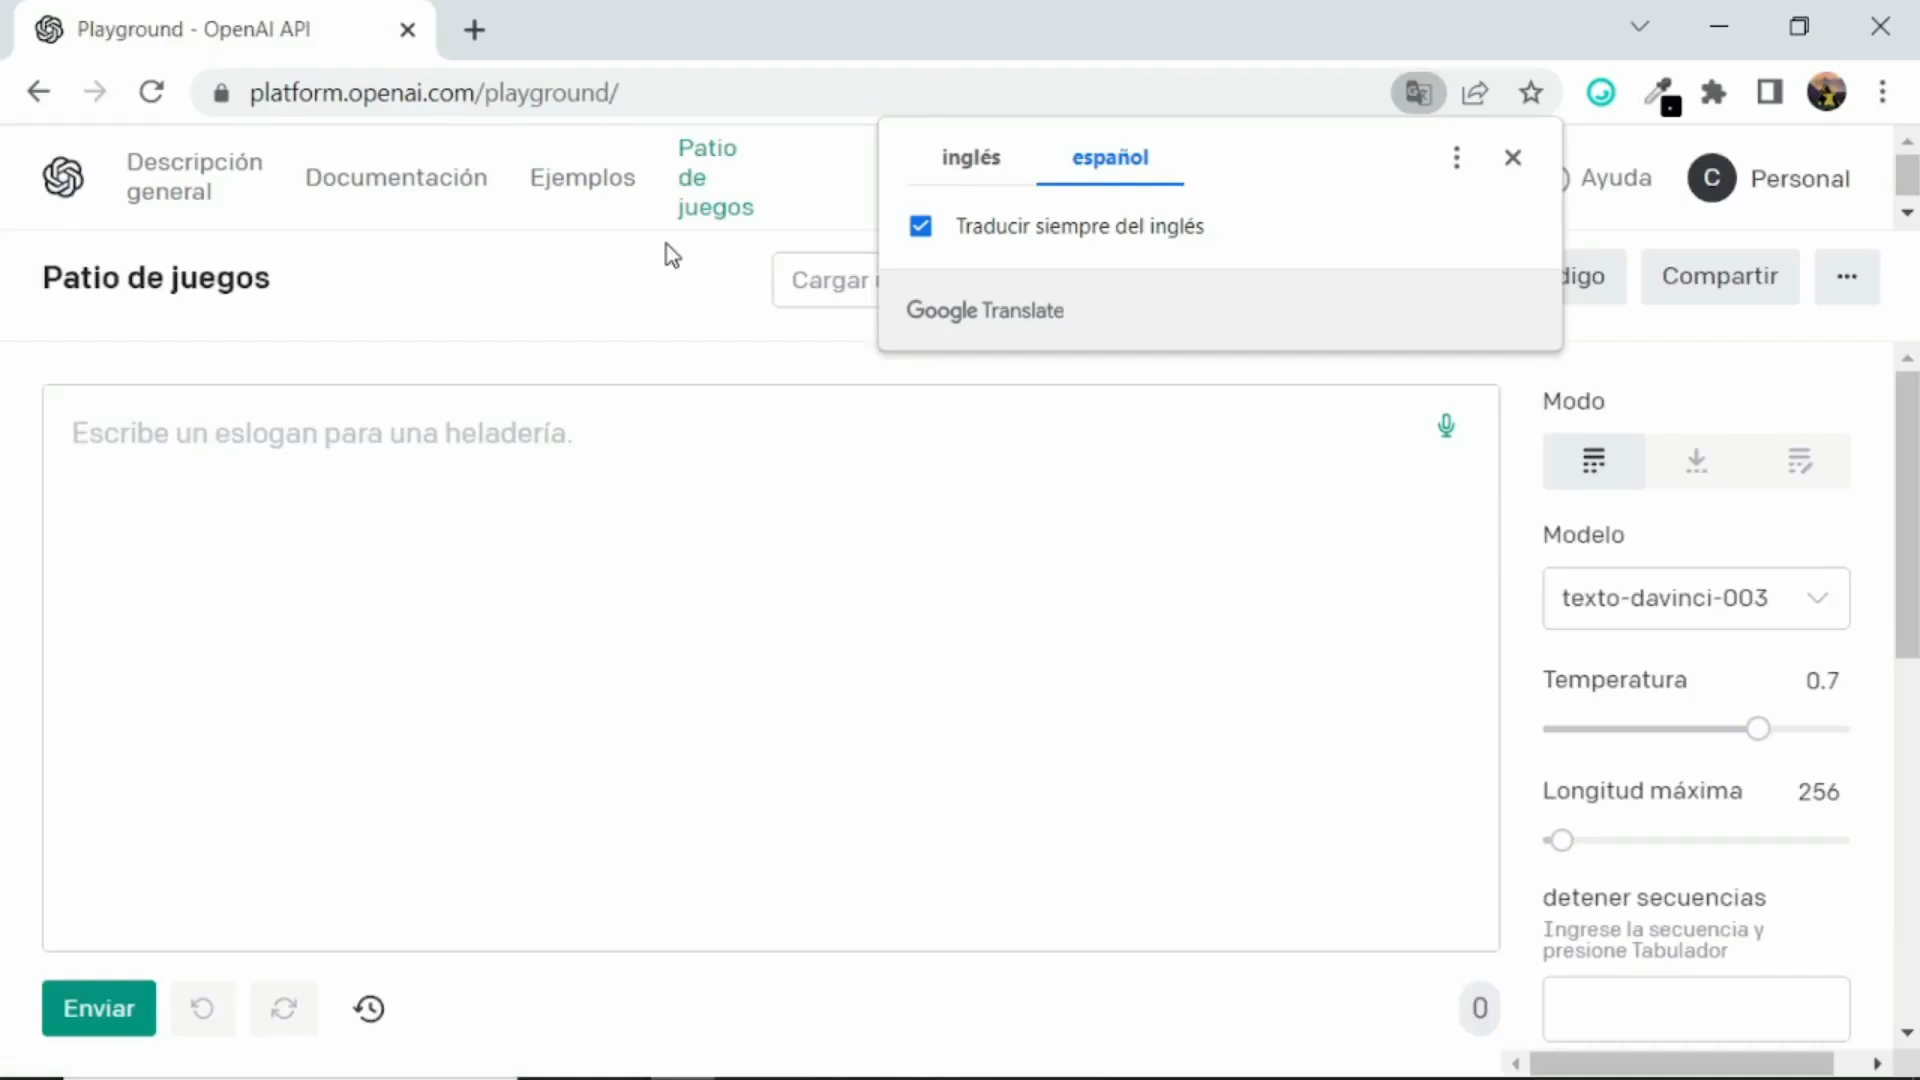 Playground - OpenAI API
platform.openai.com/playground/
Descripción
general
Documentación
Ejemplos
Patio
de
juegos
inglés
español
Traducir siempre del inglés
Google Translate
Ayuda
C
Personal
Patio de juegos
Cargar
digo
Compartir
...
Escribe un eslogan para una heladería.
Modo
Modelo
texto-davinci-003
Temperatura
0.7
Longitud máxima
256
detener secuencias
Ingrese la secuencia y
presione Tabulador
Enviar
0